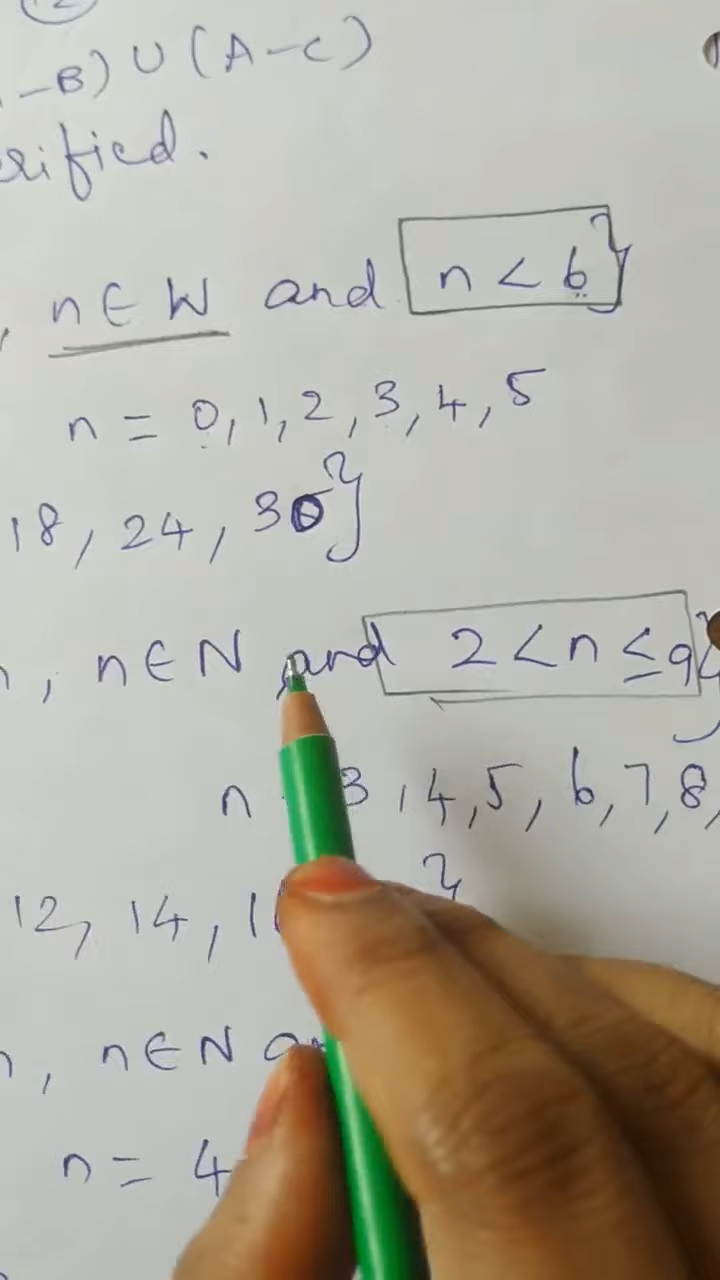 -B) ∪ (A-C)
erified.
, n∈W and n < 6}
n = 0, 1, 2, 3, 4, 5
18, 24, 30}
n, n∈N and 2 < n ≤ 9}
n 3, 4, 5, 6, 7, 8,
12, 14, }
n, n∈N
n = 4